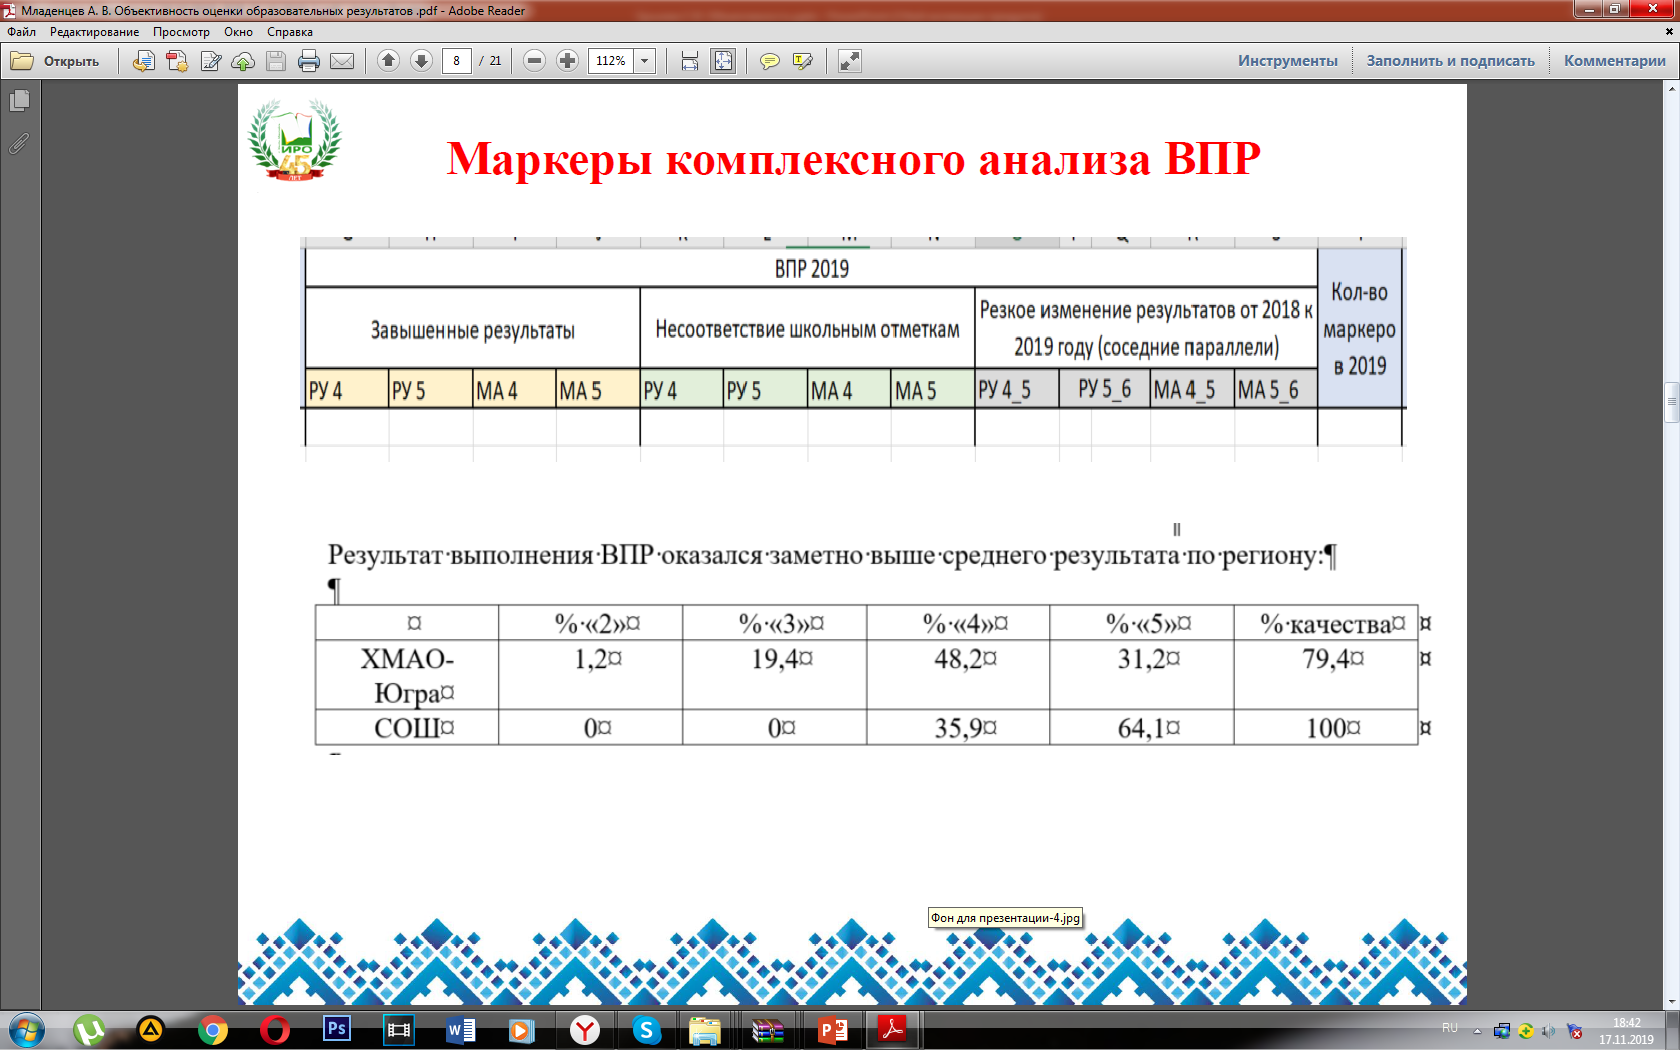 Младенцев А. В. Объективность оценки образовательных результатов .pdf - Adobe Reader
Файл Редактирование Просмотр Окно Справка
Открыть 8 / 21 112% Инструменты Заполнить и подписать Комментарии
ИРО
45
ЛЕТ
Маркеры комплексного анализа ВПР
ВПР 2019
Кол-во
маркеро
в 2019
Завышенные результаты
Несоответствие школьным отметкам
Резкое изменение результатов от 2018 к
2019 году (соседние параллели)
РУ 4 РУ 5 МА 4 МА 5 РУ 4 РУ 5 МА 4 МА 5 РУ 4_5 РУ 5_6 МА 4_5 МА 5_6
Результат·выполнения·ВПР·оказался·заметно·выше·среднего·результата·по·региону:¶
¶
¤ %·«2»¤ %·«3»¤ %·«4»¤ %·«5»¤ %·качества¤ ¤
ХМАО-
Югра¤ 1,2¤ 19,4¤ 48,2¤ 31,2¤ 79,4¤ ¤
СОШ¤ 0¤ 0¤ 35,9¤ 64,1¤ 100¤ ¤
Фон для презентации-4.jpg
Ps
RU
18:42
17.11.2019